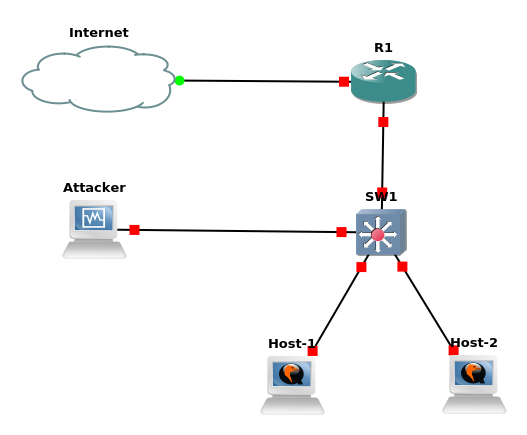 Internet
R1
Attacker
SW1
Host-1
Host-2